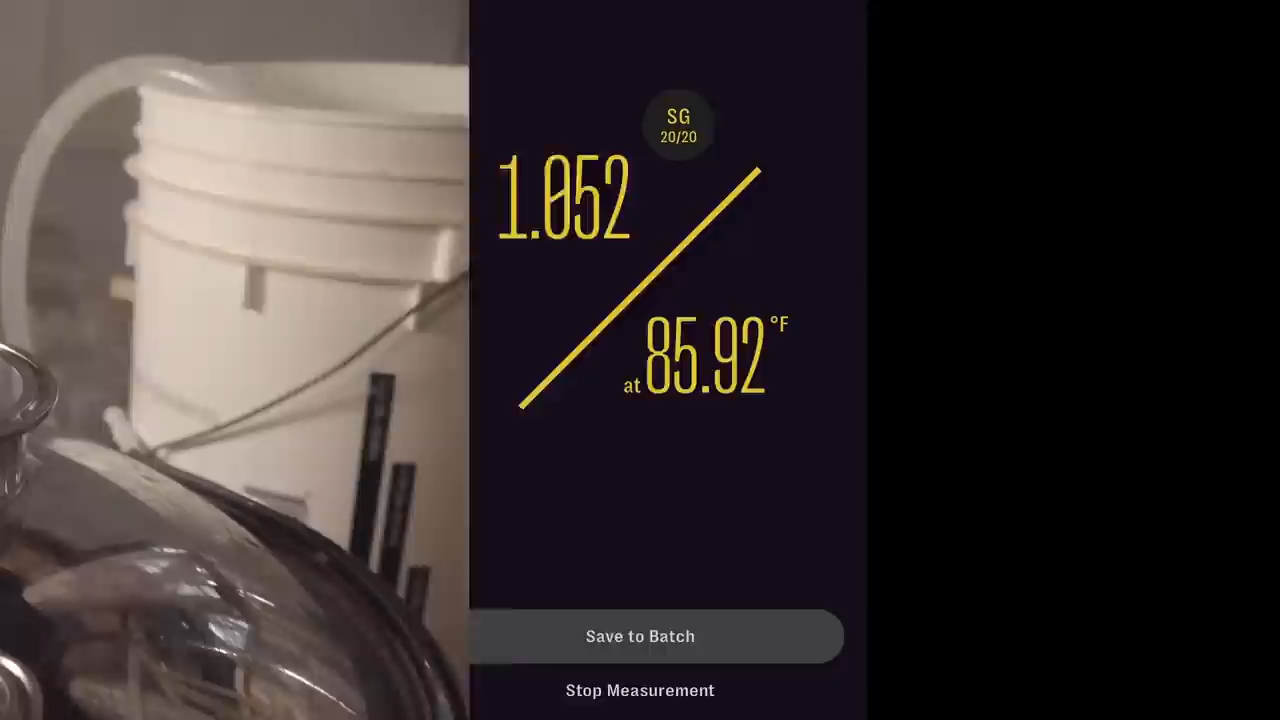 SG
20/20
1.052
at 85.92 °F
Save to Batch
Stop Measurement